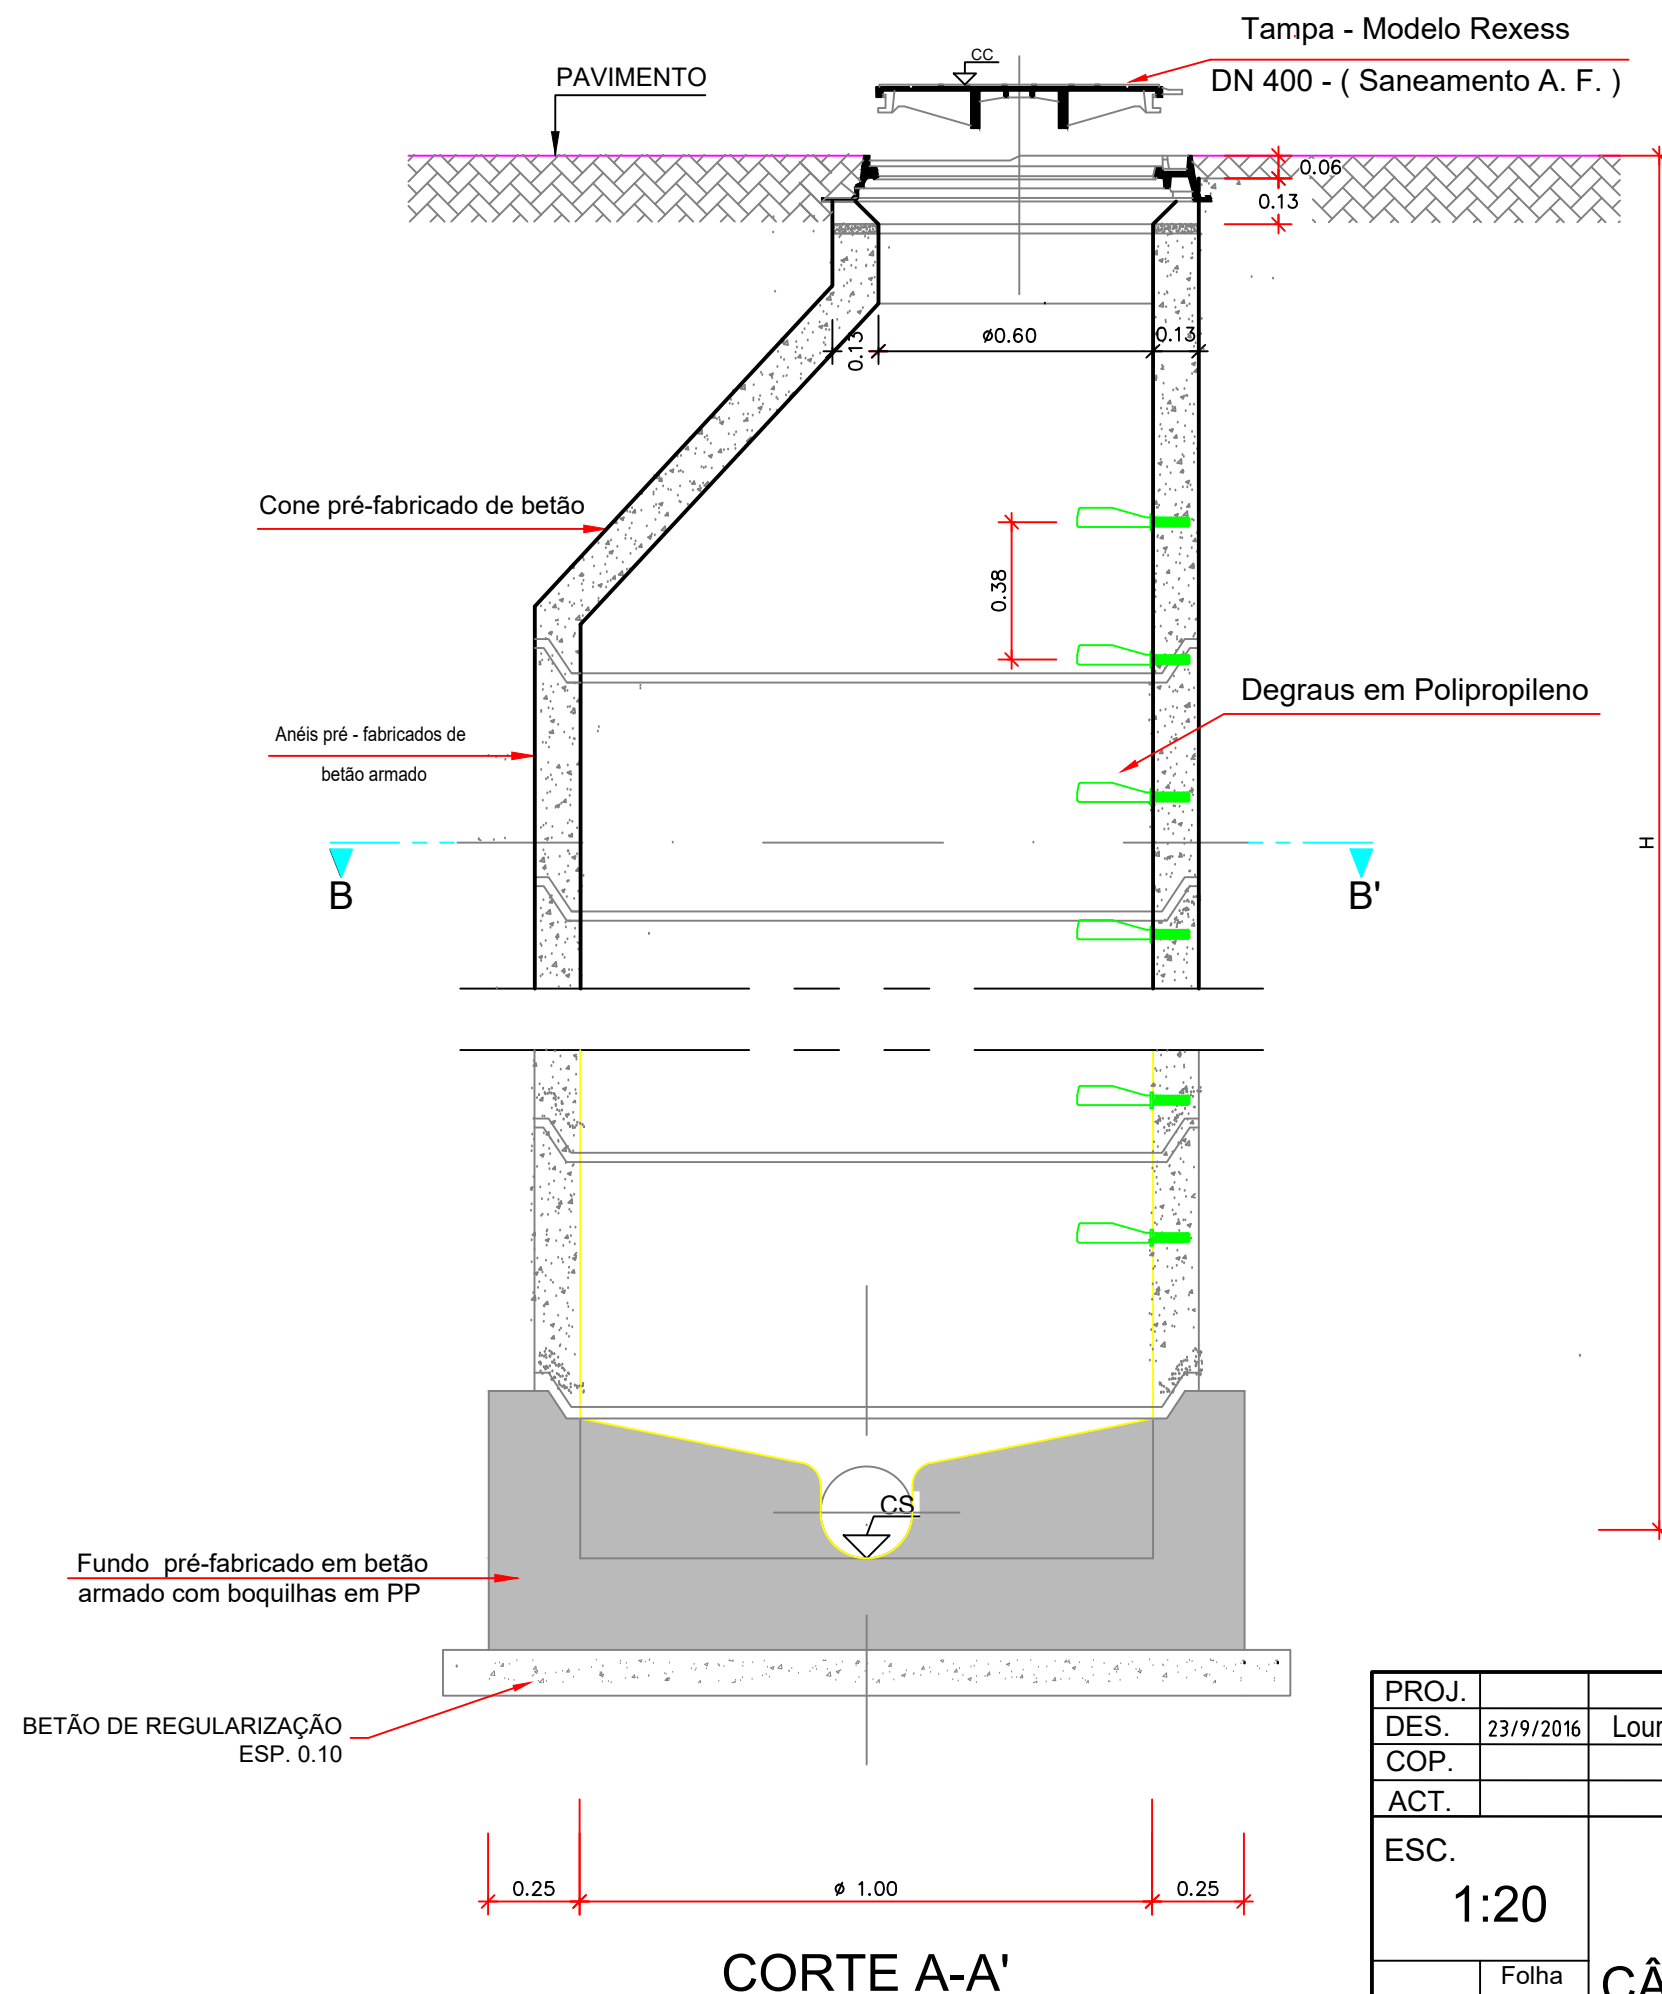 Tampa - Modelo Rexess
DN 400 - ( Saneamento A. F. )
CC
PAVIMENTO
0.06
0.13
0.13
ø0.60
0.13
Cone pré-fabricado de betão
0.38
Degraus em Polipropileno
Anéis pré - fabricados de
betão armado
H
B
B'
CS
Fundo pré-fabricado em betão
armado com boquilhas em PP
BETÃO DE REGULARIZAÇÃO
ESP. 0.10
0.25
ø 1.00
0.25
CORTE A-A'
PROJ.
DES. 23/9/2016
COP.
ACT.
ESC.
1:20
Folha